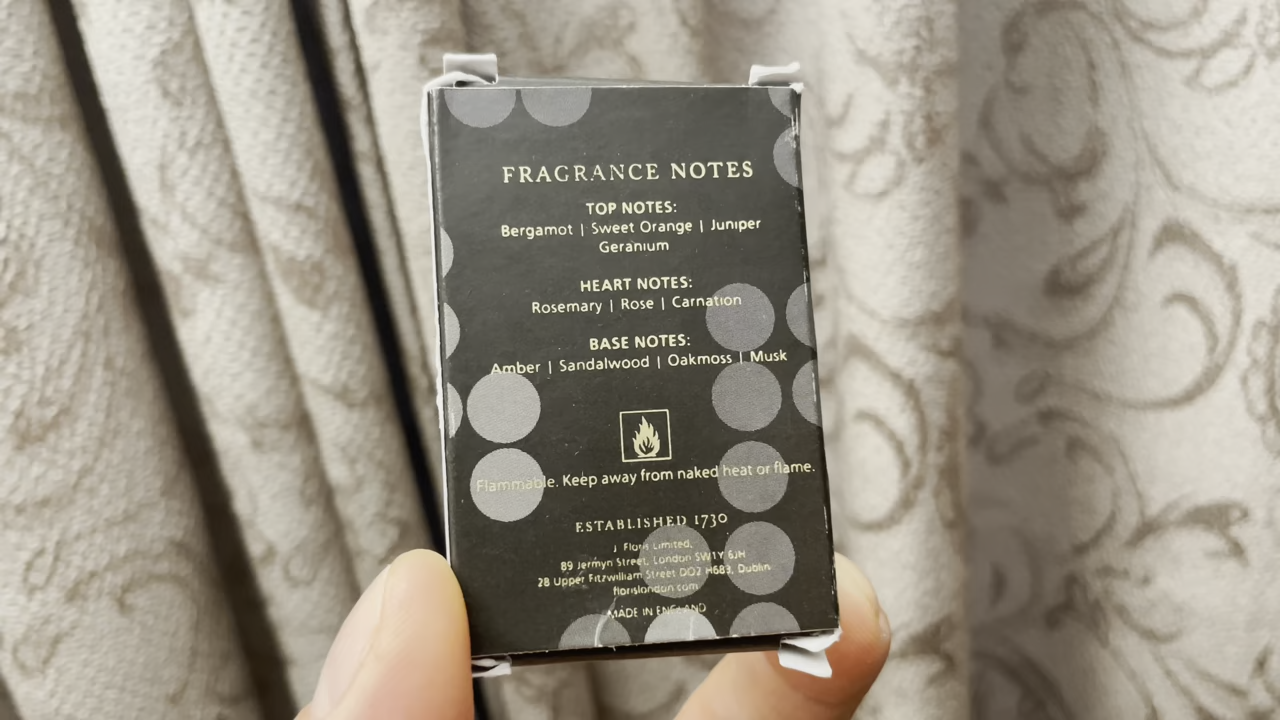 FRAGRANCE NOTES
TOP NOTES:
Bergamot | Sweet Orange | Juniper
Geranium
HEART NOTES:
Rosemary | Rose | Carnation
BASE NOTES:
Amber | Sandalwood | Oakmoss | Musk
Flammable. Keep away from naked heat or flame.
ESTABLISHED 1730
J Floris Limited,
89 Jermyn Street, London SW1Y 6JH
28 Upper Fitzwilliam Street DO2 H683, Dublin
florislondon.com
MADE IN ENGLAND